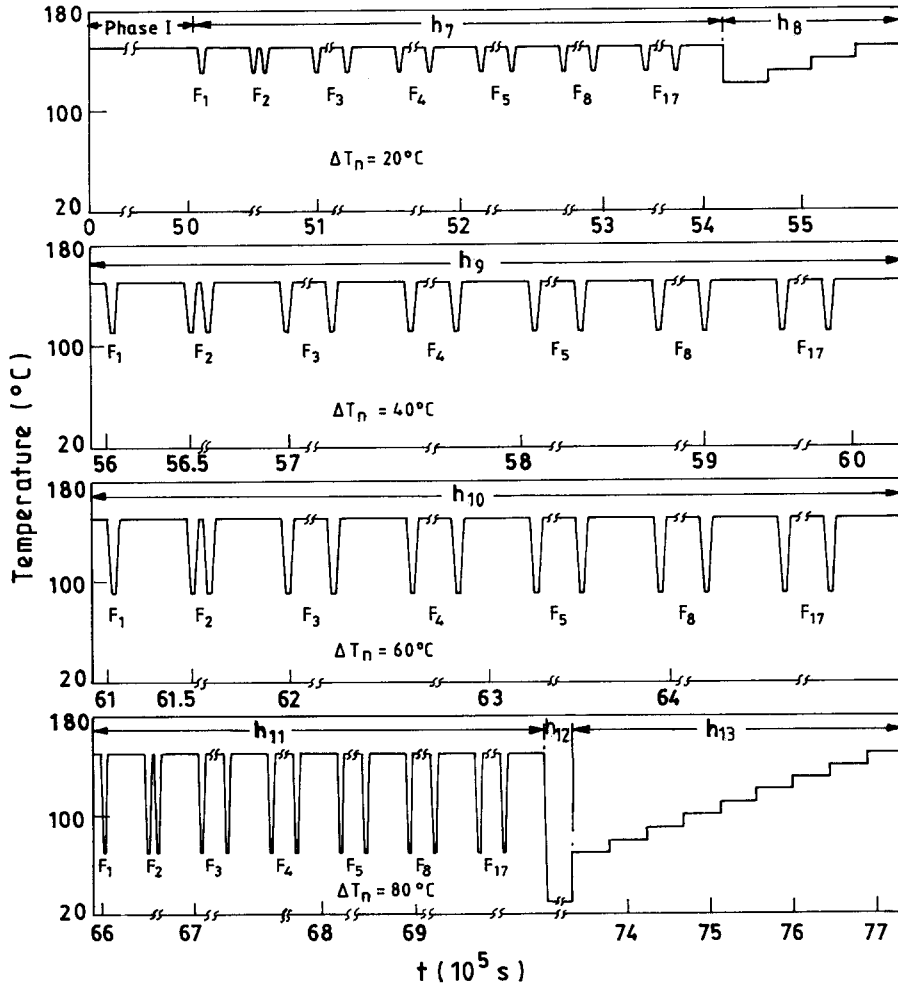 180
Phase I h7 h8
F1 F2 F3 F4 F5 F8 F17
100
ΔTn = 20°C
20
0 50 51 52 53 54 55
180
h9
100
F1 F2 F3 F4 F5 F8 F17
ΔTn = 40°C
20
56 56.5 57 58 59 60
Temperature (°C)
180
h10
100
F1 F2 F3 F4 F5 F8 F17
ΔTn = 60°C
20
61 61.5 62 63 64
180
h11 h12 h13
100
F1 F2 F3 F4 F5 F8 F17
ΔTn = 80°C
20
66 67 68 69 74 75 76 77
t (10⁵ s)